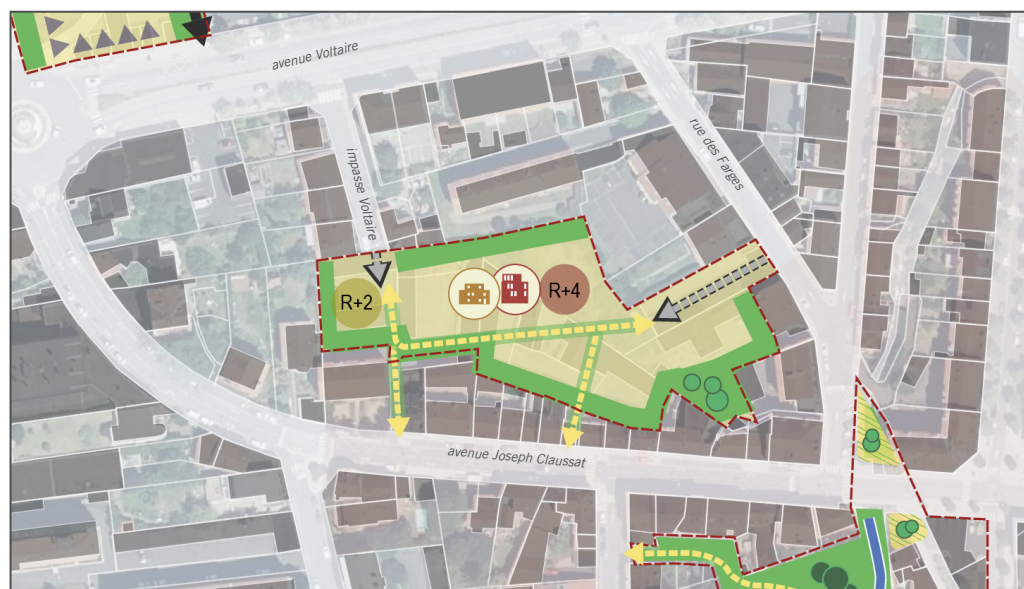 avenue Voltaire
rue des Farges
impasse Voltaire
R+2
R+4
avenue Joseph Claussat